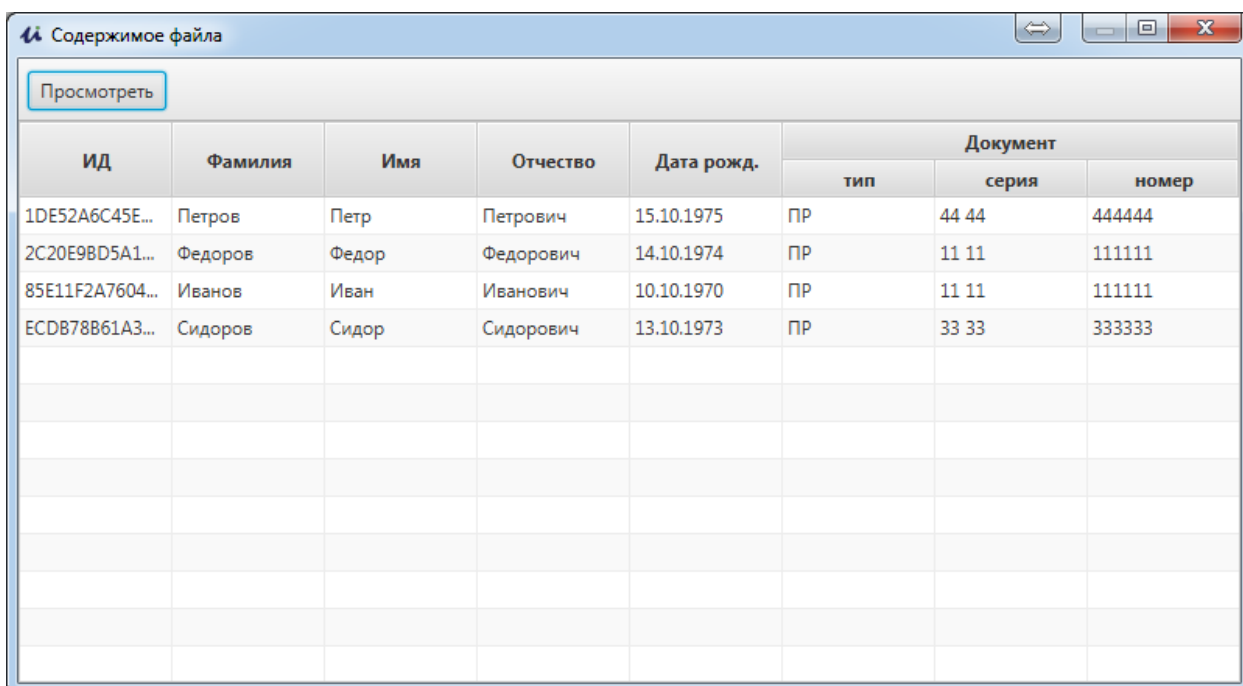 Содержимое файла
Просмотреть
ИД Фамилия Имя Отчество Дата рожд. Документ
тип серия номер
1DE52A6C45E... Петров Петр Петрович 15.10.1975 ПР 44 44 444444
2C20E9BD5A1... Федоров Федор Федорович 14.10.1974 ПР 11 11 111111
85E11F2A7604... Иванов Иван Иванович 10.10.1970 ПР 11 11 111111
ECDB78B61A3... Сидоров Сидор Сидорович 13.10.1973 ПР 33 33 333333